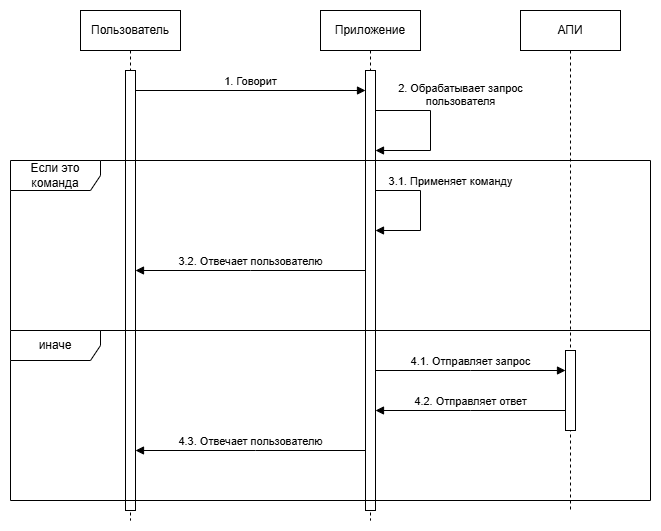 Пользователь
Приложение
АПИ
1. Говорит
2. Обрабатывает запрос
пользователя
Если это
команда
3.1. Применяет команду
3.2. Отвечает пользователю
иначе
4.1. Отправляет запрос
4.2. Отправляет ответ
4.3. Отвечает пользователю